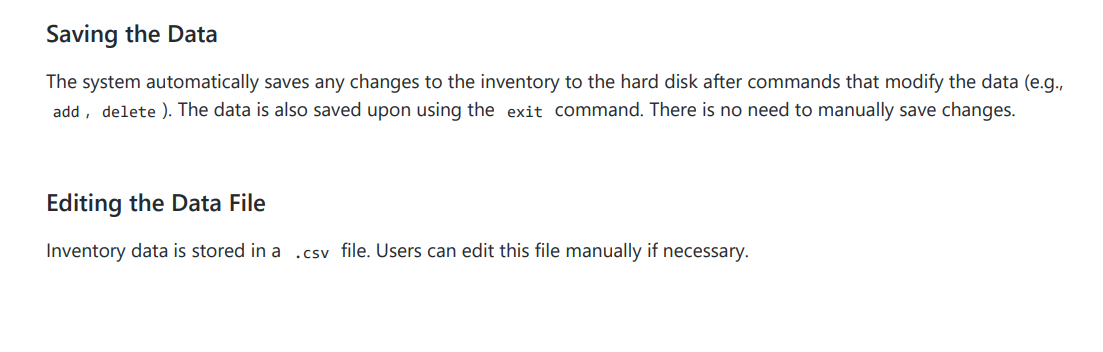 Saving the Data
The system automatically saves any changes to the inventory to the hard disk after commands that modify the data (e.g.,
add , delete ). The data is also saved upon using the exit command. There is no need to manually save changes.
Editing the Data File
Inventory data is stored in a .csv file. Users can edit this file manually if necessary.